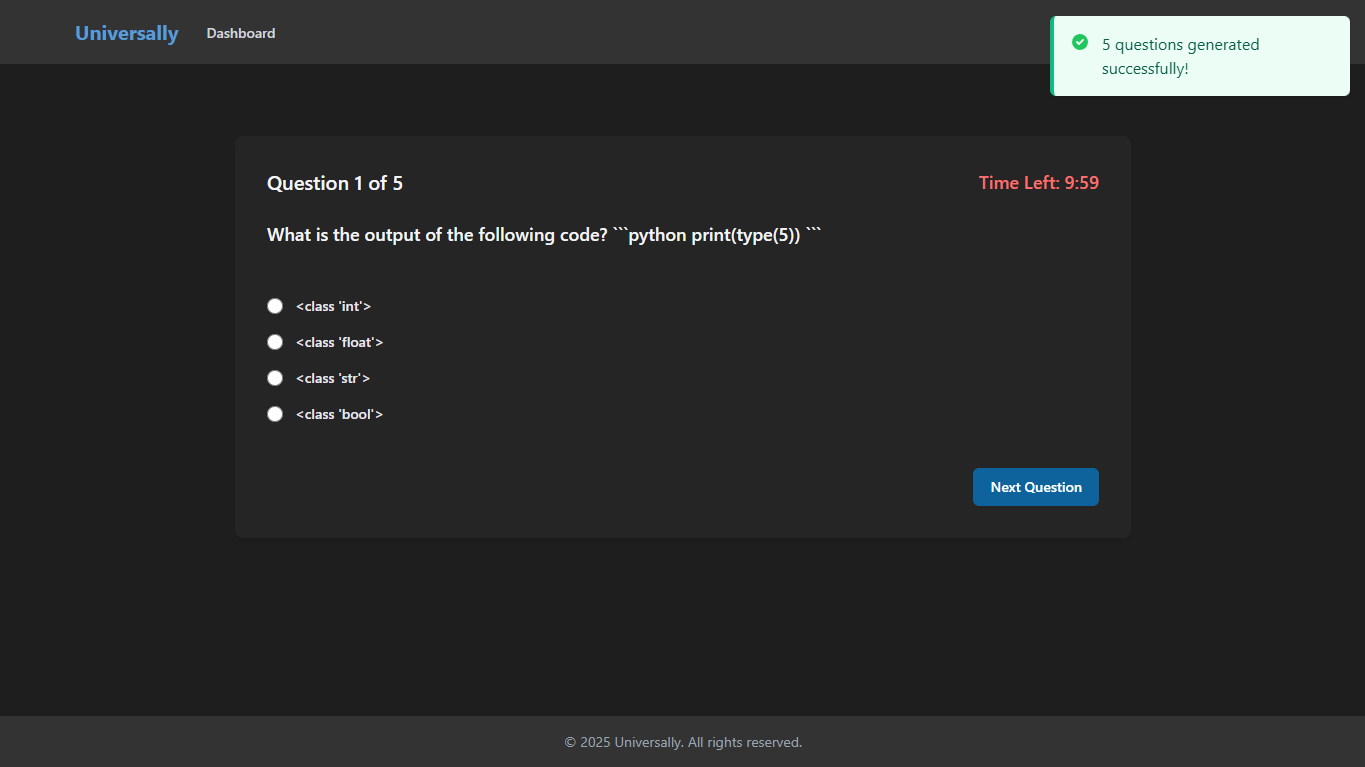 Universally
Dashboard
5 questions generated
successfully!
Question 1 of 5
Time Left: 9:59
What is the output of the following code? ```python print(type(5)) ```
<class 'int'>
<class 'float'>
<class 'str'>
<class 'bool'>
Next Question
© 2025 Universally. All rights reserved.